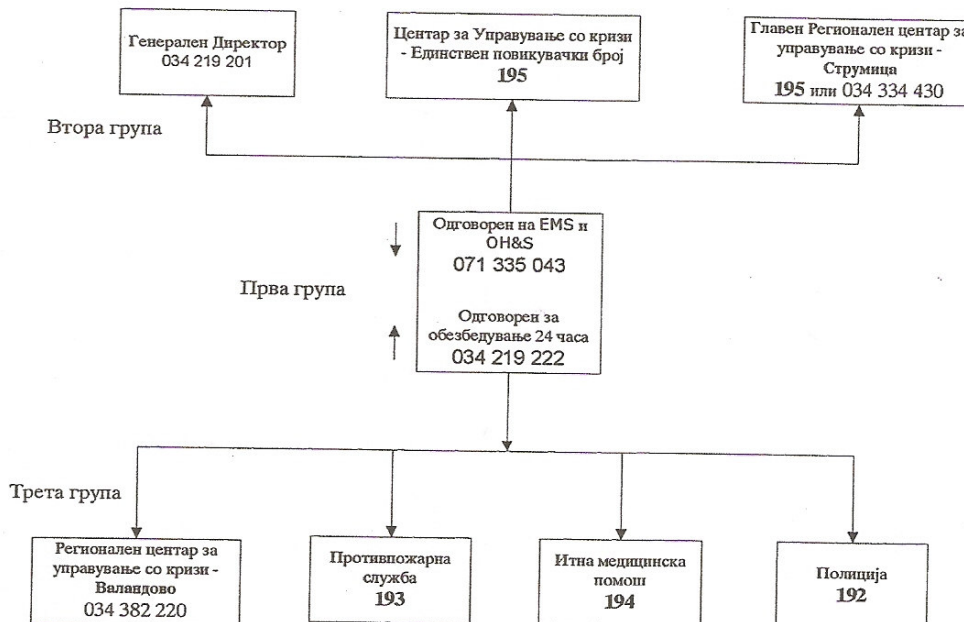 Генерален Директор
034 219 201
Центар за Управување со кризи
- Единствен повикувачки број
195
Главен Регионален центар за
управување со кризи -
Струмица
195 или 034 334 430
Втора група
Одговорен на EMS и
OH&S
071 335 043
Прва група
Одговорен за
обезбедување 24 часа
034 219 222
Трета група
Регионален центар за
управување со кризи -
Валандово
034 382 220
Противпожарна
служба
193
Итна медицинска
помош
194
Полиција
192